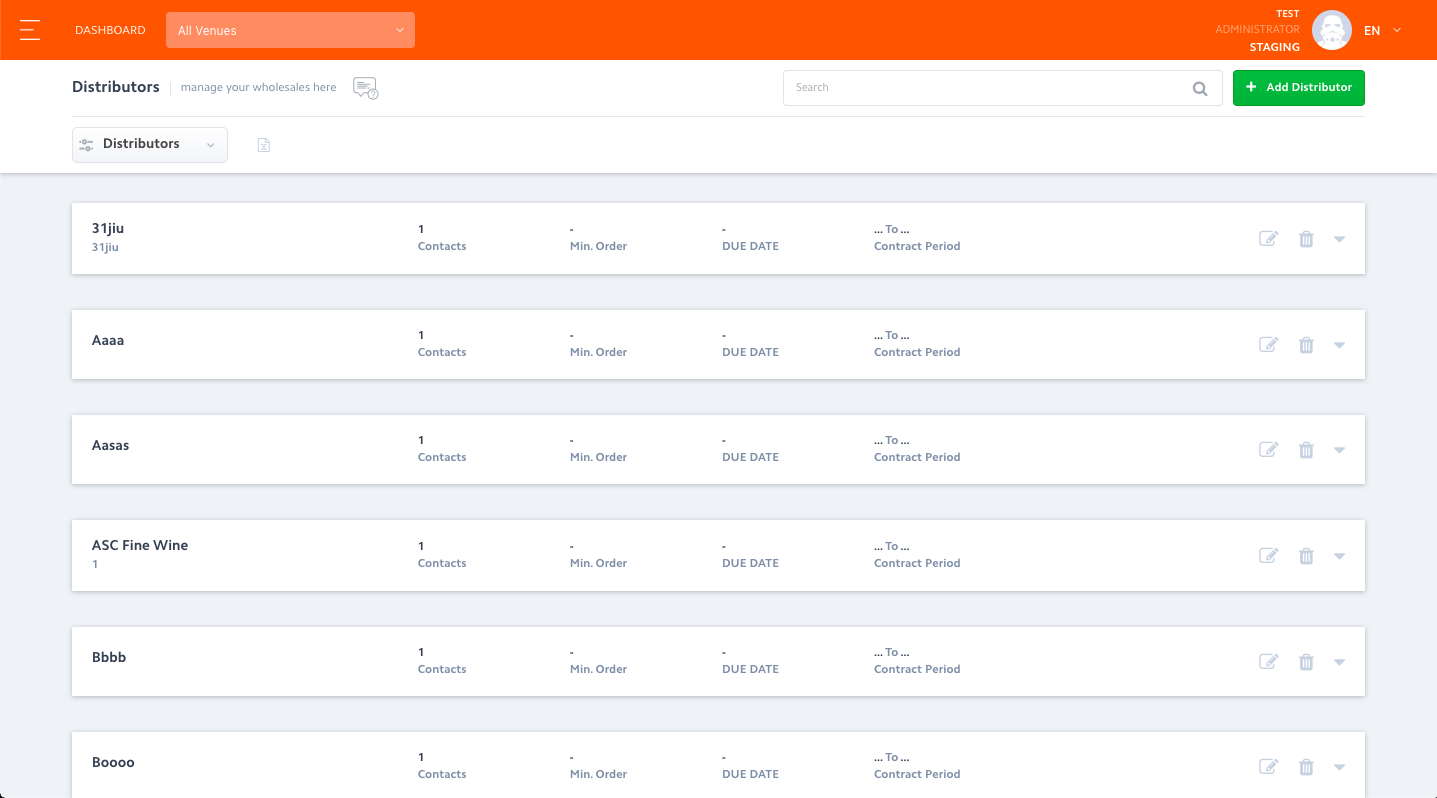 DASHBOARD
All Venues
TEST
ADMINISTRATOR
STAGING
EN
Distributors
manage your wholesales here
Search
+ Add Distributor
Distributors
31jiu
31jiu
1
Contacts
-
Min. Order
-
DUE DATE
... To ...
Contract Period
Aaaa
1
Contacts
-
Min. Order
-
DUE DATE
... To ...
Contract Period
Aasas
1
Contacts
-
Min. Order
-
DUE DATE
... To ...
Contract Period
ASC Fine Wine
1
1
Contacts
-
Min. Order
-
DUE DATE
... To ...
Contract Period
Bbbb
1
Contacts
-
Min. Order
-
DUE DATE
... To ...
Contract Period
Boooo
1
Contacts
-
Min. Order
-
DUE DATE
... To ...
Contract Period